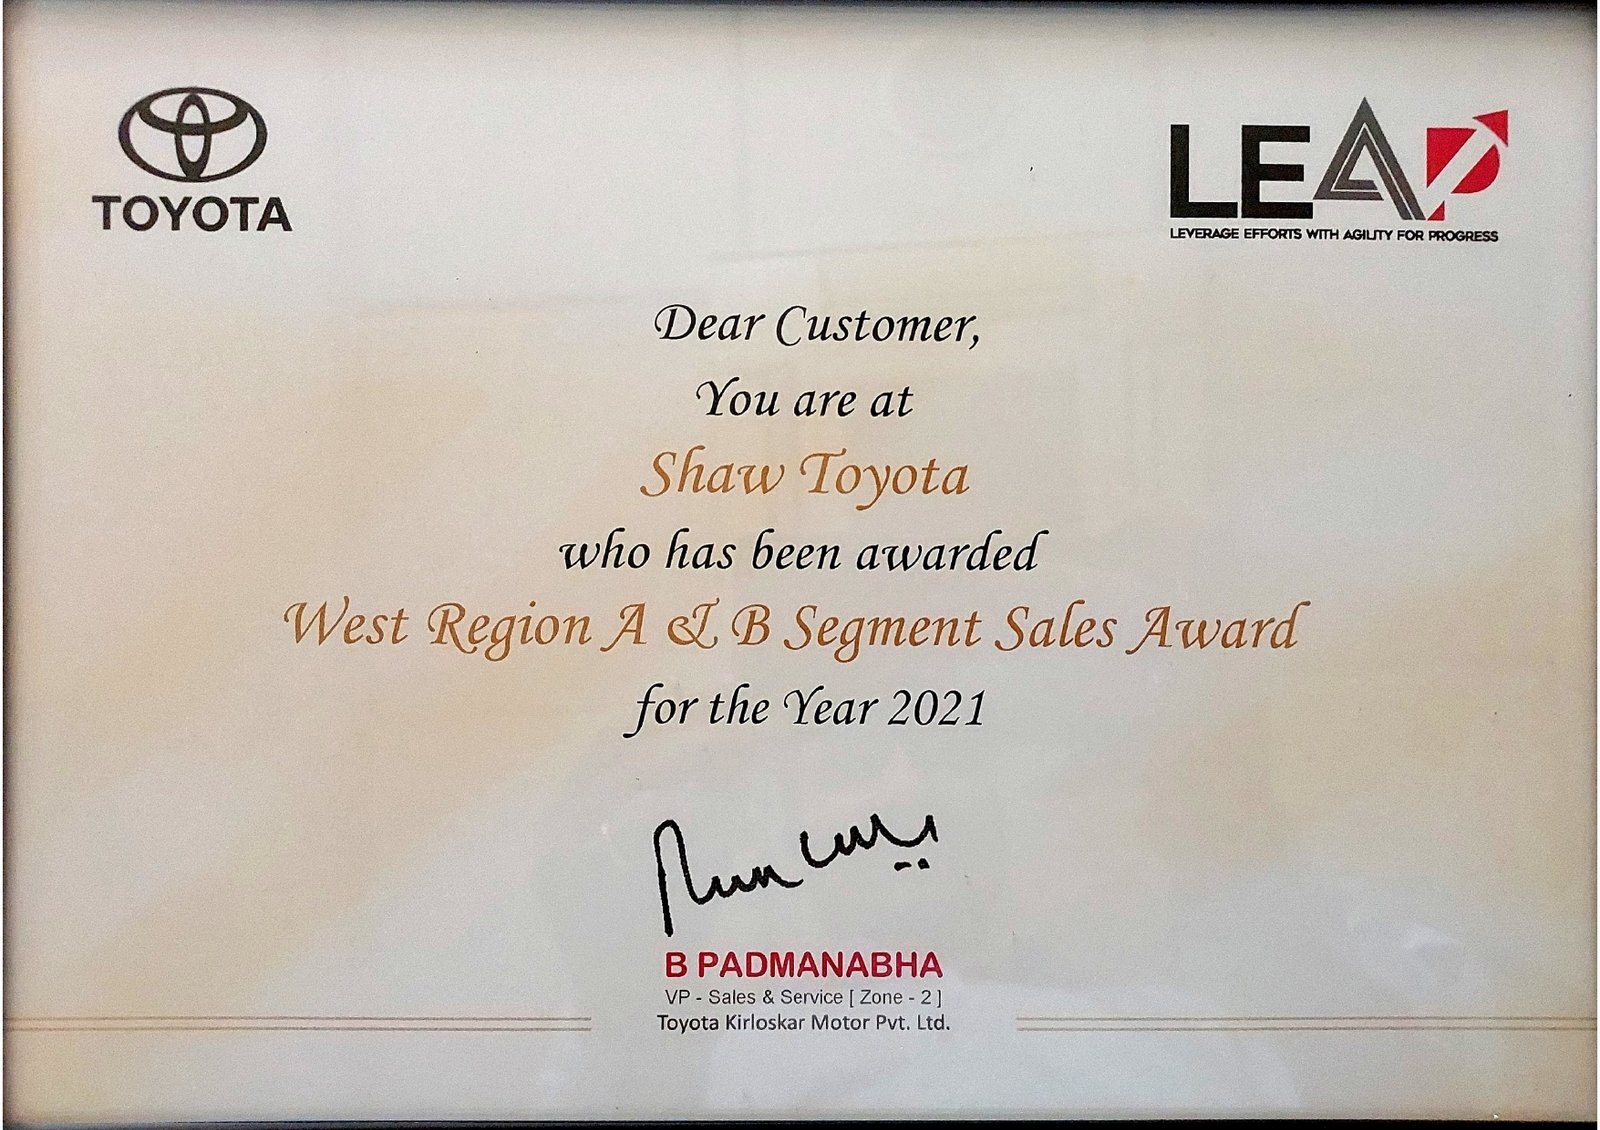 TOYOTA
LEAP
LEVERAGE EFFORTS WITH AGILITY FOR PROGRESS
Dear Customer,
You are at
Shaw Toyota
who has been awarded
West Region A & B Segment Sales Award
for the Year 2021
B PADMANABHA
VP - Sales & Service [ Zone - 2 ]
Toyota Kirloskar Motor Pvt. Ltd.